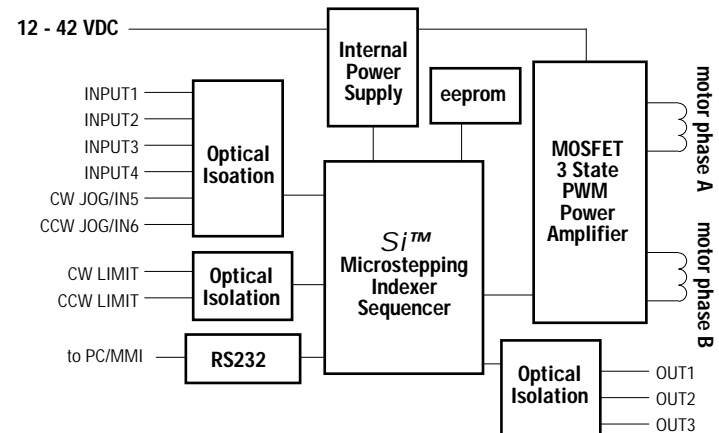 12 - 42 VDC
Internal
Power
Supply
eeprom
INPUT1
INPUT2
INPUT3
INPUT4
CW JOG/IN5
CCW JOG/IN6
Optical
Isoation
MOSFET
3 State
PWM
Power
Amplifier
motor phase A
motor phase B
Si™
Microstepping
Indexer
Sequencer
CW LIMIT
CCW LIMIT
Optical
Isolation
to PC/MMI
RS232
Optical
Isolation
OUT1
OUT2
OUT3